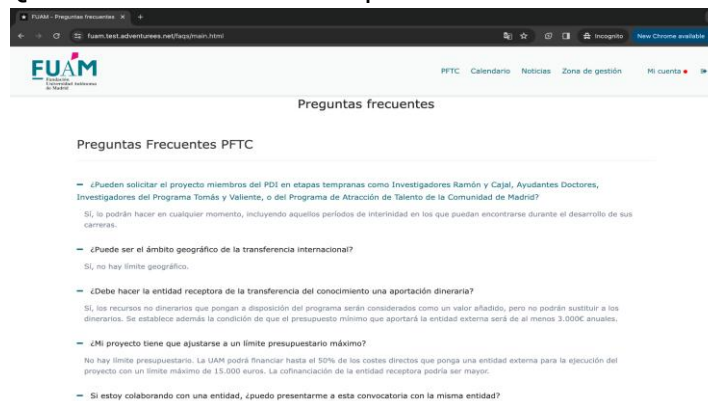 FUAM - Preguntas frecuentes
fuam.test.adventurees.net/faqs/main.html
Incognito
New Chrome available
FUAM
Fundación
Universidad Autónoma
de Madrid
PFTC Calendario Noticias Zona de gestión Mi cuenta
Preguntas frecuentes
Preguntas Frecuentes PFTC
¿Pueden solicitar el proyecto miembros del PDI en etapas tempranas como Investigadores Ramón y Cajal, Ayudantes Doctores,
Investigadores del Programa Tomás y Valiente, o del Programa de Atracción de Talento de la Comunidad de Madrid?
Sí, lo podrán hacer en cualquier momento, incluyendo aquellos períodos de interinidad en los que puedan encontrarse durante el desarrollo de sus
carreras.
¿Puede ser el ámbito geográfico de la transferencia internacional?
Sí, no hay límite geográfico.
¿Debe hacer la entidad receptora de la transferencia del conocimiento una aportación dineraria?
Sí, los recursos no dinerarios que pongan a disposición del programa serán considerados como un valor añadido, pero no podrán sustituir a los
dinerarios. Se establece además la condición de que el presupuesto mínimo que aportará la entidad externa será de al menos 3.000€ anuales.
¿Mi proyecto tiene que ajustarse a un límite presupuestario máximo?
No hay límite presupuestario. La UAM podrá financiar hasta el 50% de los costes directos que ponga una entidad externa para la ejecución del
proyecto con un límite máximo de 15.000 euros. La cofinanciación de la entidad receptora podría ser mayor.
Si estoy colaborando con una entidad, ¿puedo presentarme a esta convocatoria con la misma entidad?